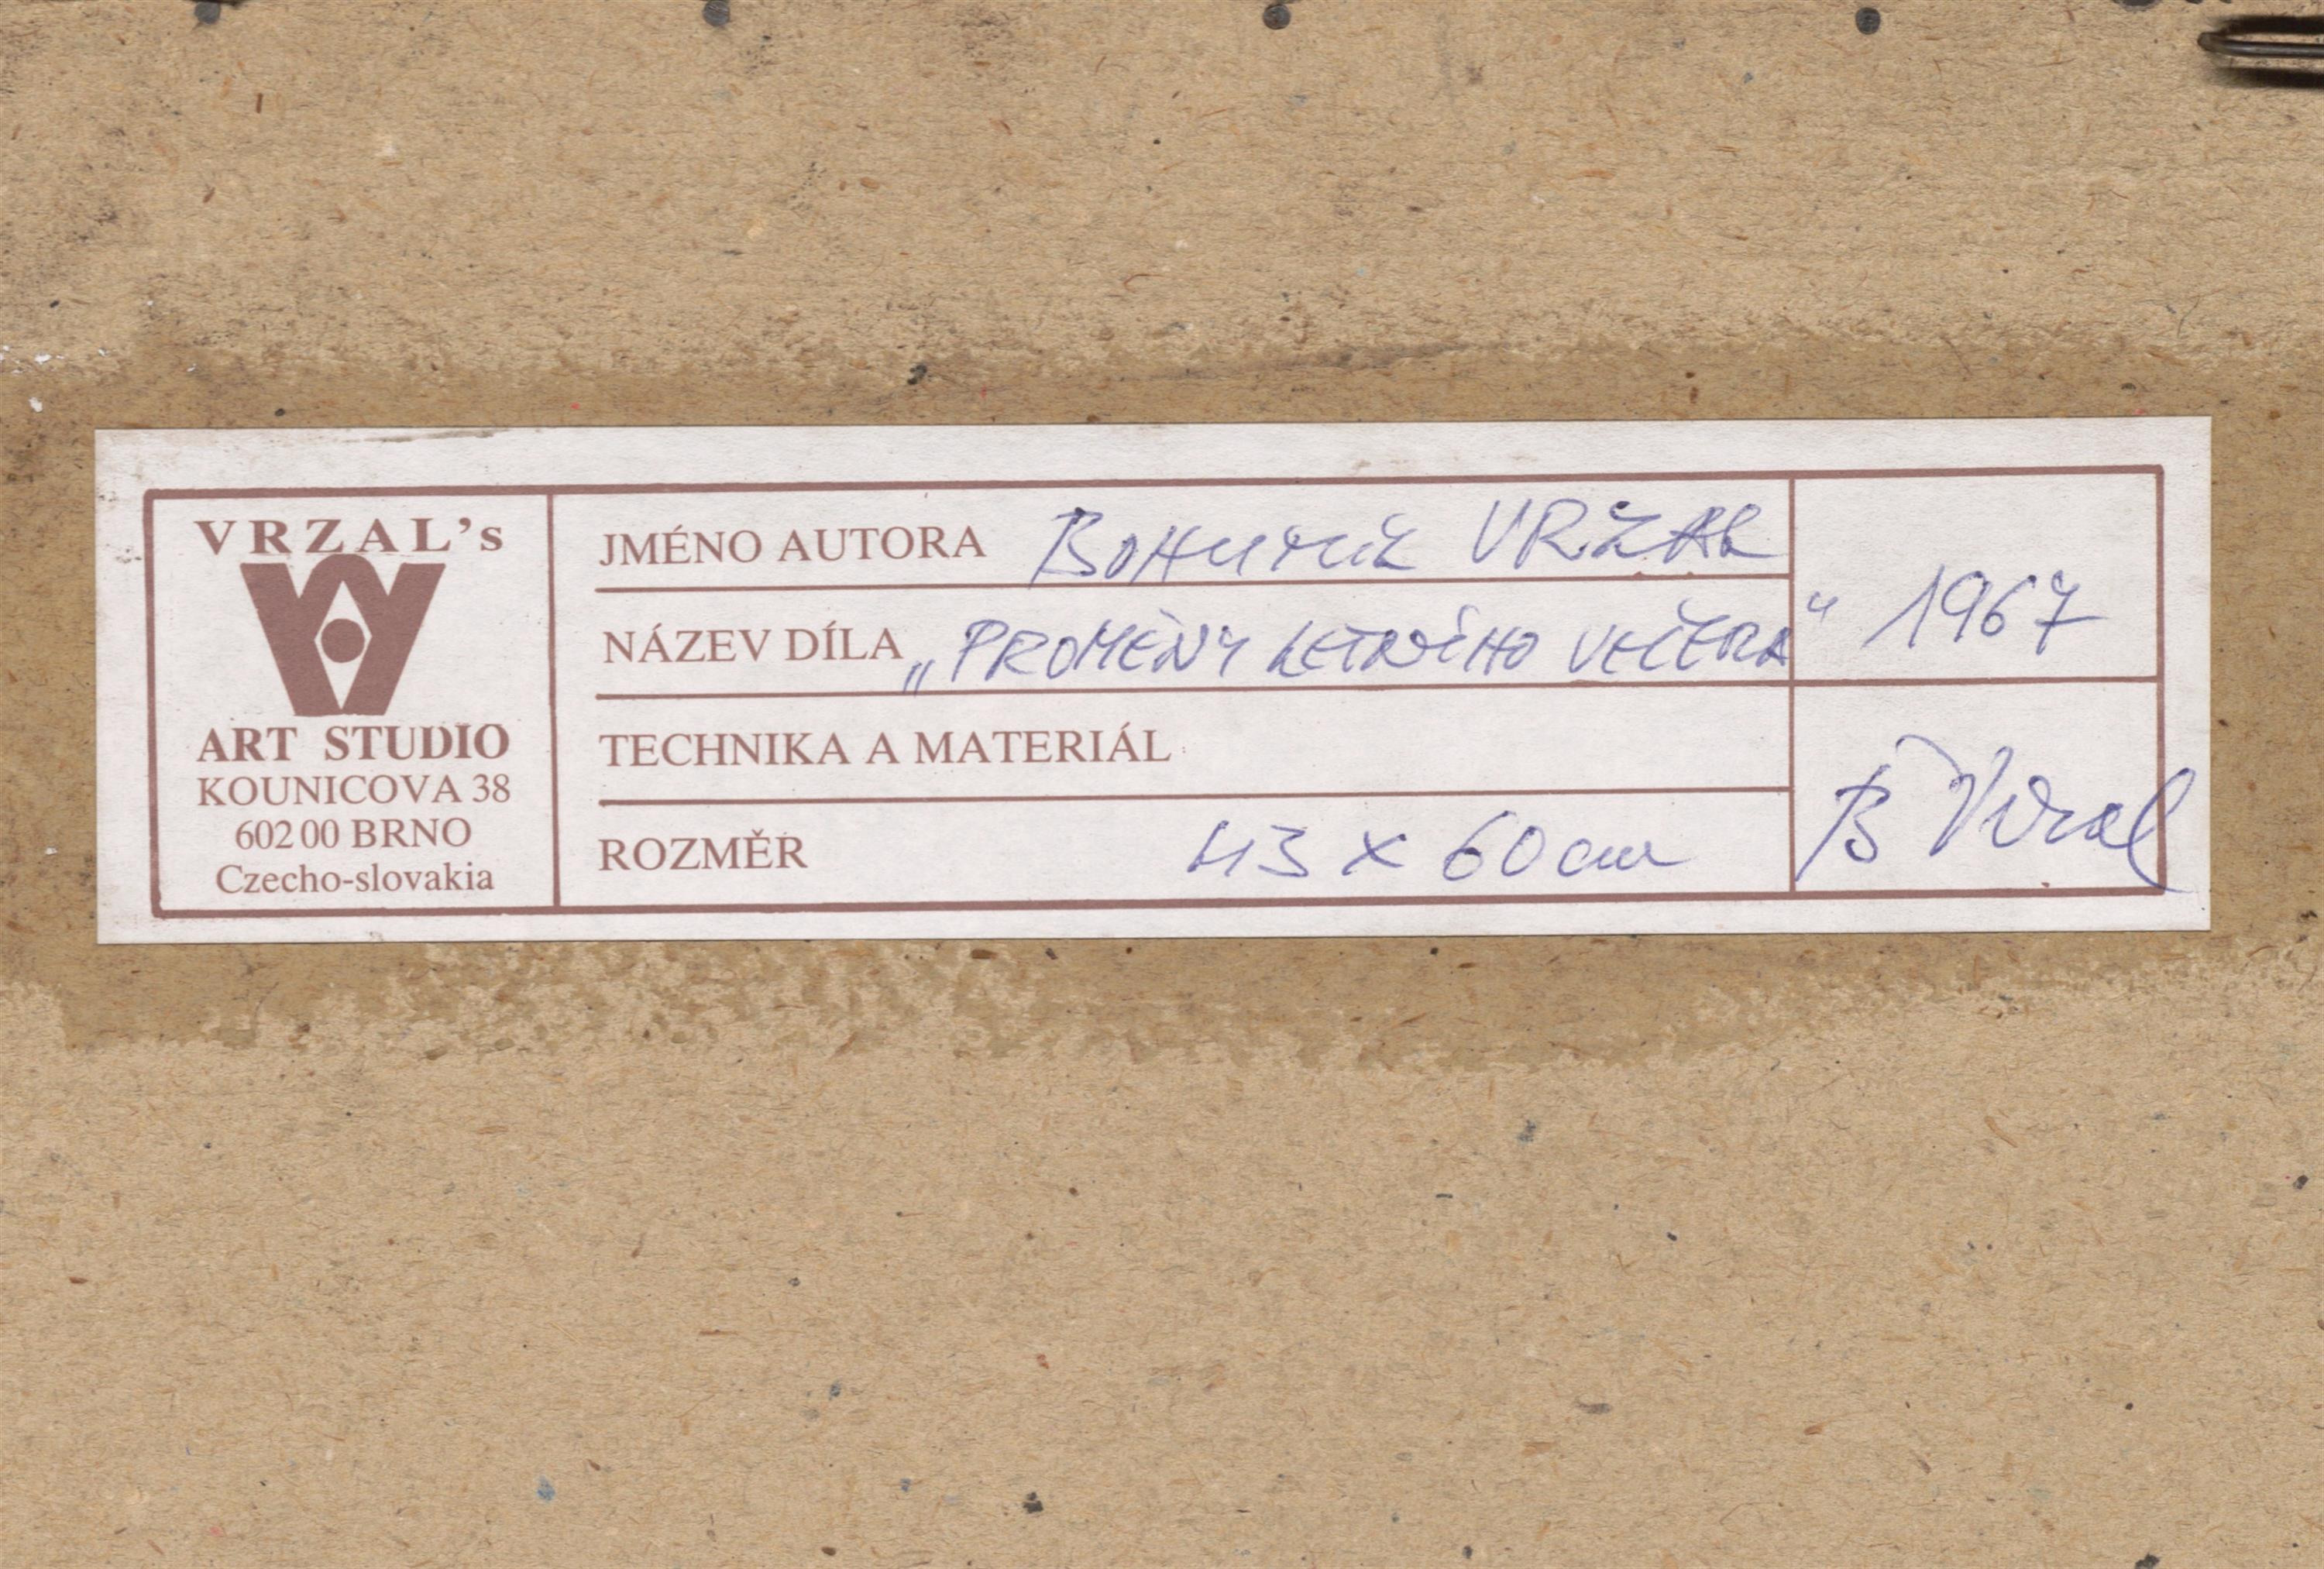 VRZAL's
ART STUDIO
KOUNICOVA 38
602 00 BRNO
Czecho-slovakia
JMÉNO AUTORA Bohumil VRZAL
NÁZEV DÍLA „PROMĚNY LETNÍHO VEČERA“ 1967
TECHNIKA A MATERIÁL
ROZMĚR 43 x 60 cm
B Vrzal